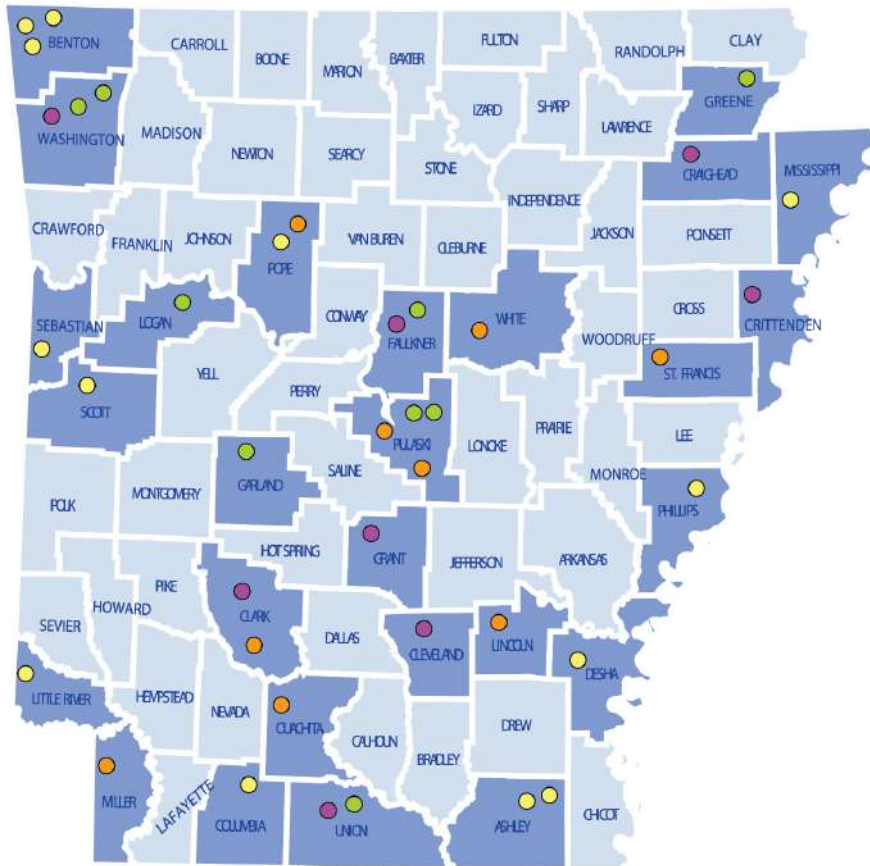 BENTON
CARROLL
BOONE
MARION
BAXTER
FULTON
RANDOLPH
CLAY
WASHINGTON
MADISON
NEWTON
SEARCY
STONE
IZARD
SHARP
LAWRENCE
GREENE
CRAIGHEAD
MISSISSIPPI
INDEPENDENCE
CRAWFORD
FRANKLIN
JOHNSON
POPE
VAN BUREN
CLEBURNE
JACKSON
POINSETT
SEBASTIAN
LOGAN
CONWAY
FAULKNER
WHITE
WOODRUFF
CROSS
CRITTENDEN
SCOTT
YELL
PERRY
PULASKI
LONOKE
PRAIRIE
ST. FRANCIS
LEE
MONROE
PHILLIPS
POLK
MONTGOMERY
GARLAND
SALINE
HOT SPRING
GRANT
JEFFERSON
ARKANSAS
SEVIER
HOWARD
PIKE
CLARK
DALLAS
CLEVELAND
LINCOLN
DESHA
LITTLE RIVER
HEMPSTEAD
NEVADA
OUACHITA
CALHOUN
BRADLEY
DREW
MILLER
LAFAYETTE
COLUMBIA
UNION
ASHLEY
CHICOT